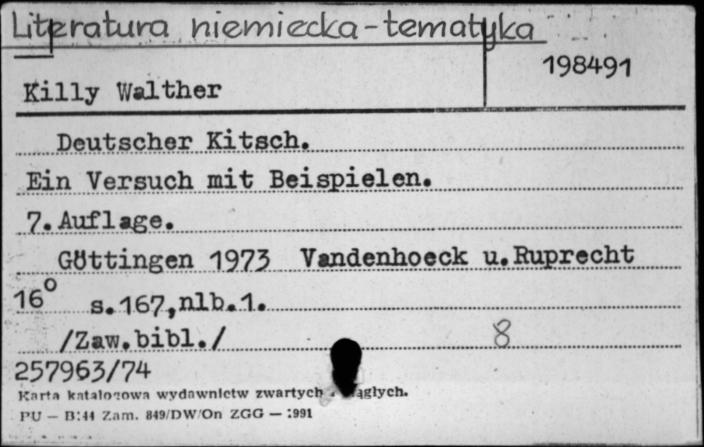 Literatura niemiecka - tematyka
198491
Killy Walther
Deutscher Kitsch.
Ein Versuch mit Beispielen.
7. Auflage.
Göttingen 1973 Vandenhoeck u. Ruprecht
16° s. 167, nlb. 1.
/Zaw. bibl./ 8
257963/74
Karta katalogowa wydawnictw zwartych
PU — B:44 Zam. 849/DW/On ZGG — :991